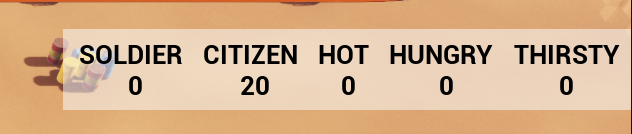 SOLDIER CITIZEN HOT HUNGRY THIRSTY
0 20 0 0 0